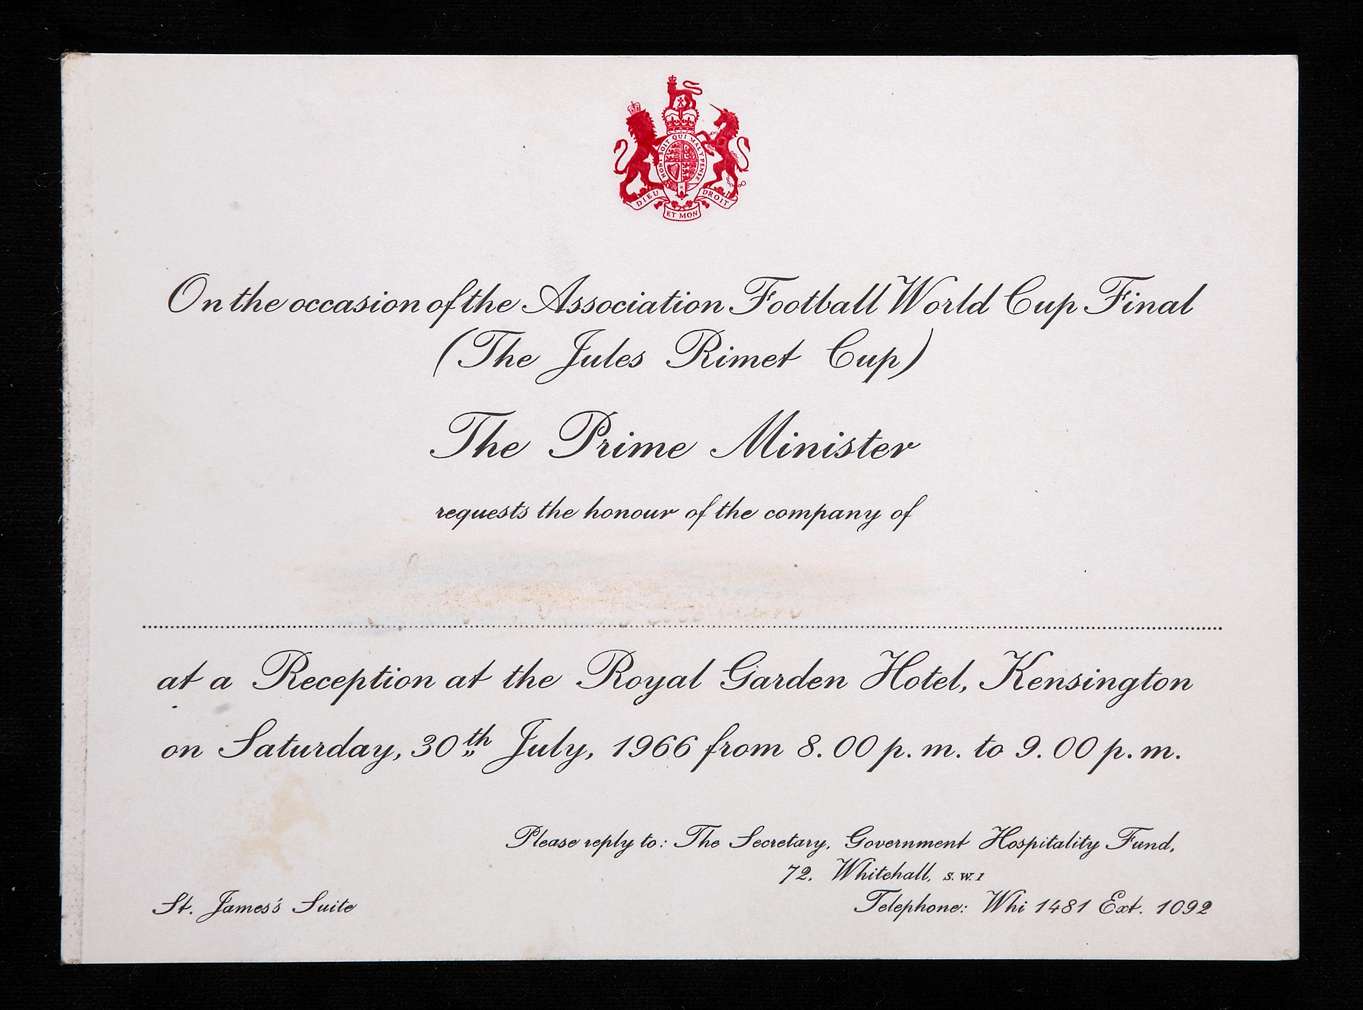 HONI SOIT QUI MAL Y PENSE
DIEU ET MON DROIT
On the occasion of the Association Football World Cup Final
(The Jules Rimet Cup)
The Prime Minister
requests the honour of the company of
at a Reception at the Royal Garden Hotel, Kensington
on Saturday, 30th July, 1966 from 8.00 p.m. to 9.00 p.m.
Please reply to: The Secretary, Government Hospitality Fund,
72, Whitehall, S.W.1
St. James's Suite
Telephone: Whi 1481 Ext. 1092